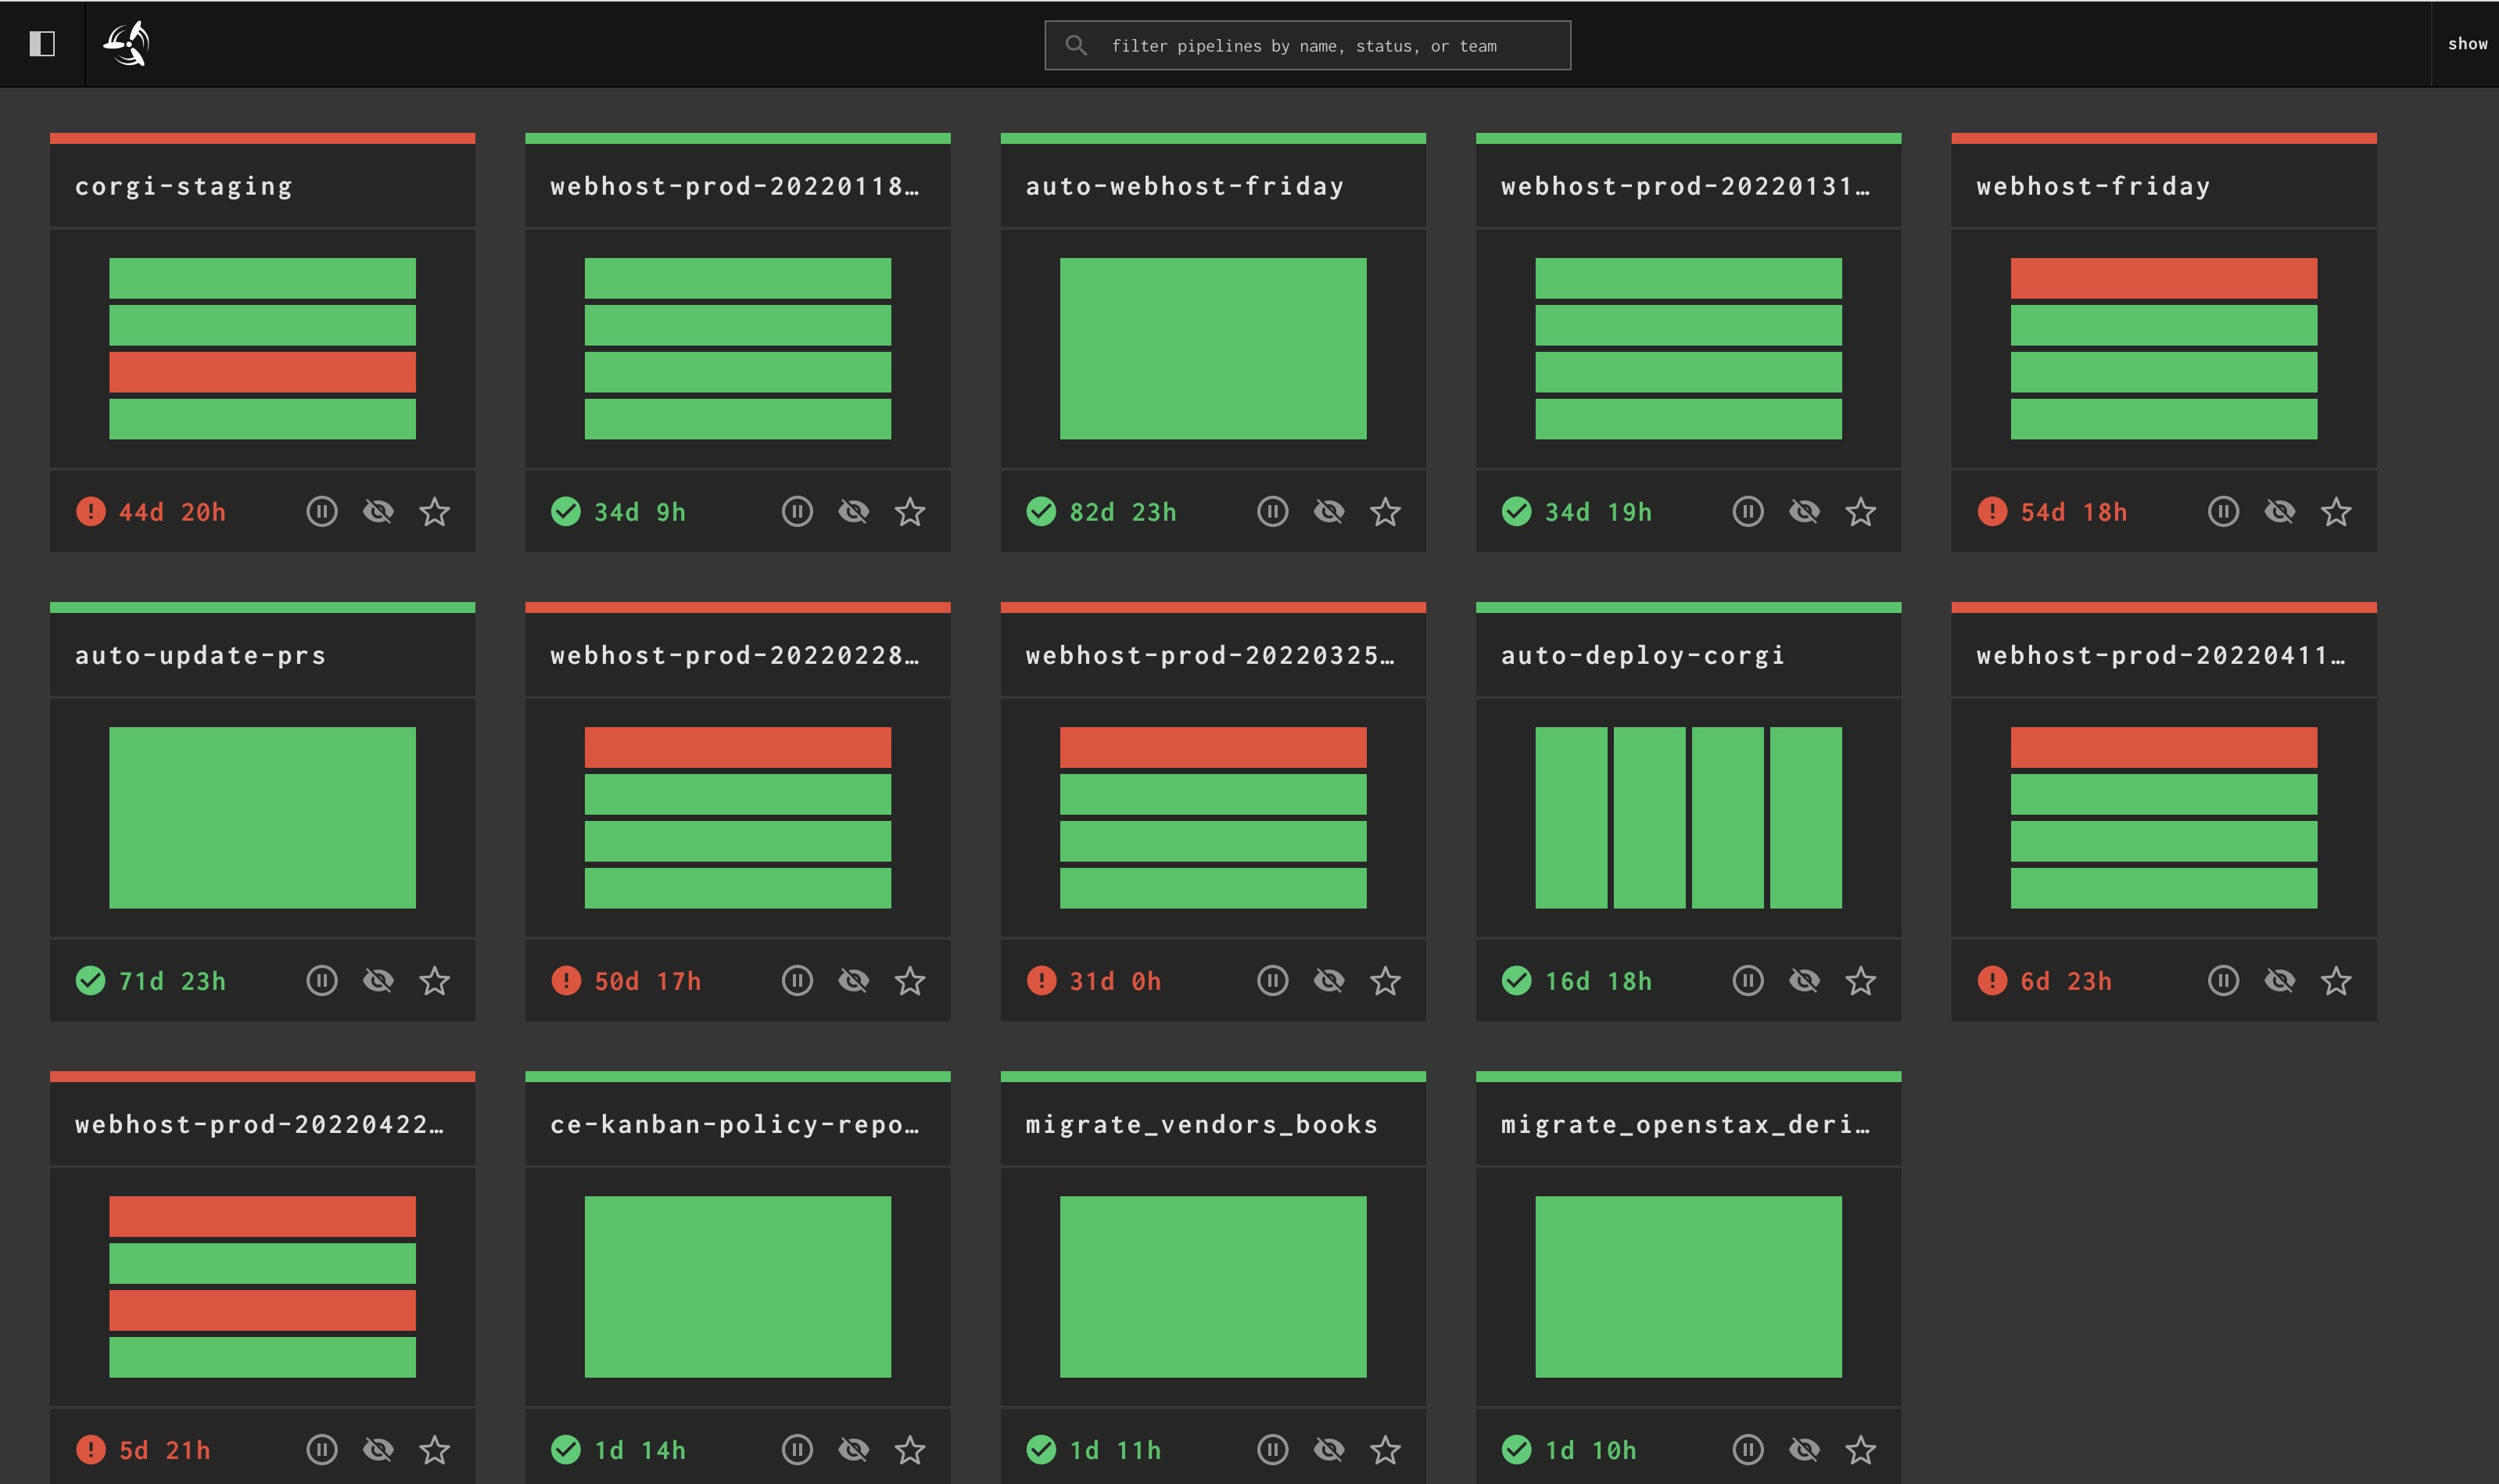 filter pipelines by name, status, or team
show
corgi-staging
webhost-prod-20220118…
auto-webhost-friday
webhost-prod-20220131…
webhost-friday
44d 20h
34d 9h
82d 23h
34d 19h
54d 18h
auto-update-prs
webhost-prod-20220228…
webhost-prod-20220325…
auto-deploy-corgi
webhost-prod-20220411…
71d 23h
50d 17h
31d 0h
16d 18h
6d 23h
webhost-prod-20220422…
ce-kanban-policy-repo…
migrate_vendors_books
migrate_openstax_deri…
5d 21h
1d 14h
1d 11h
1d 10h